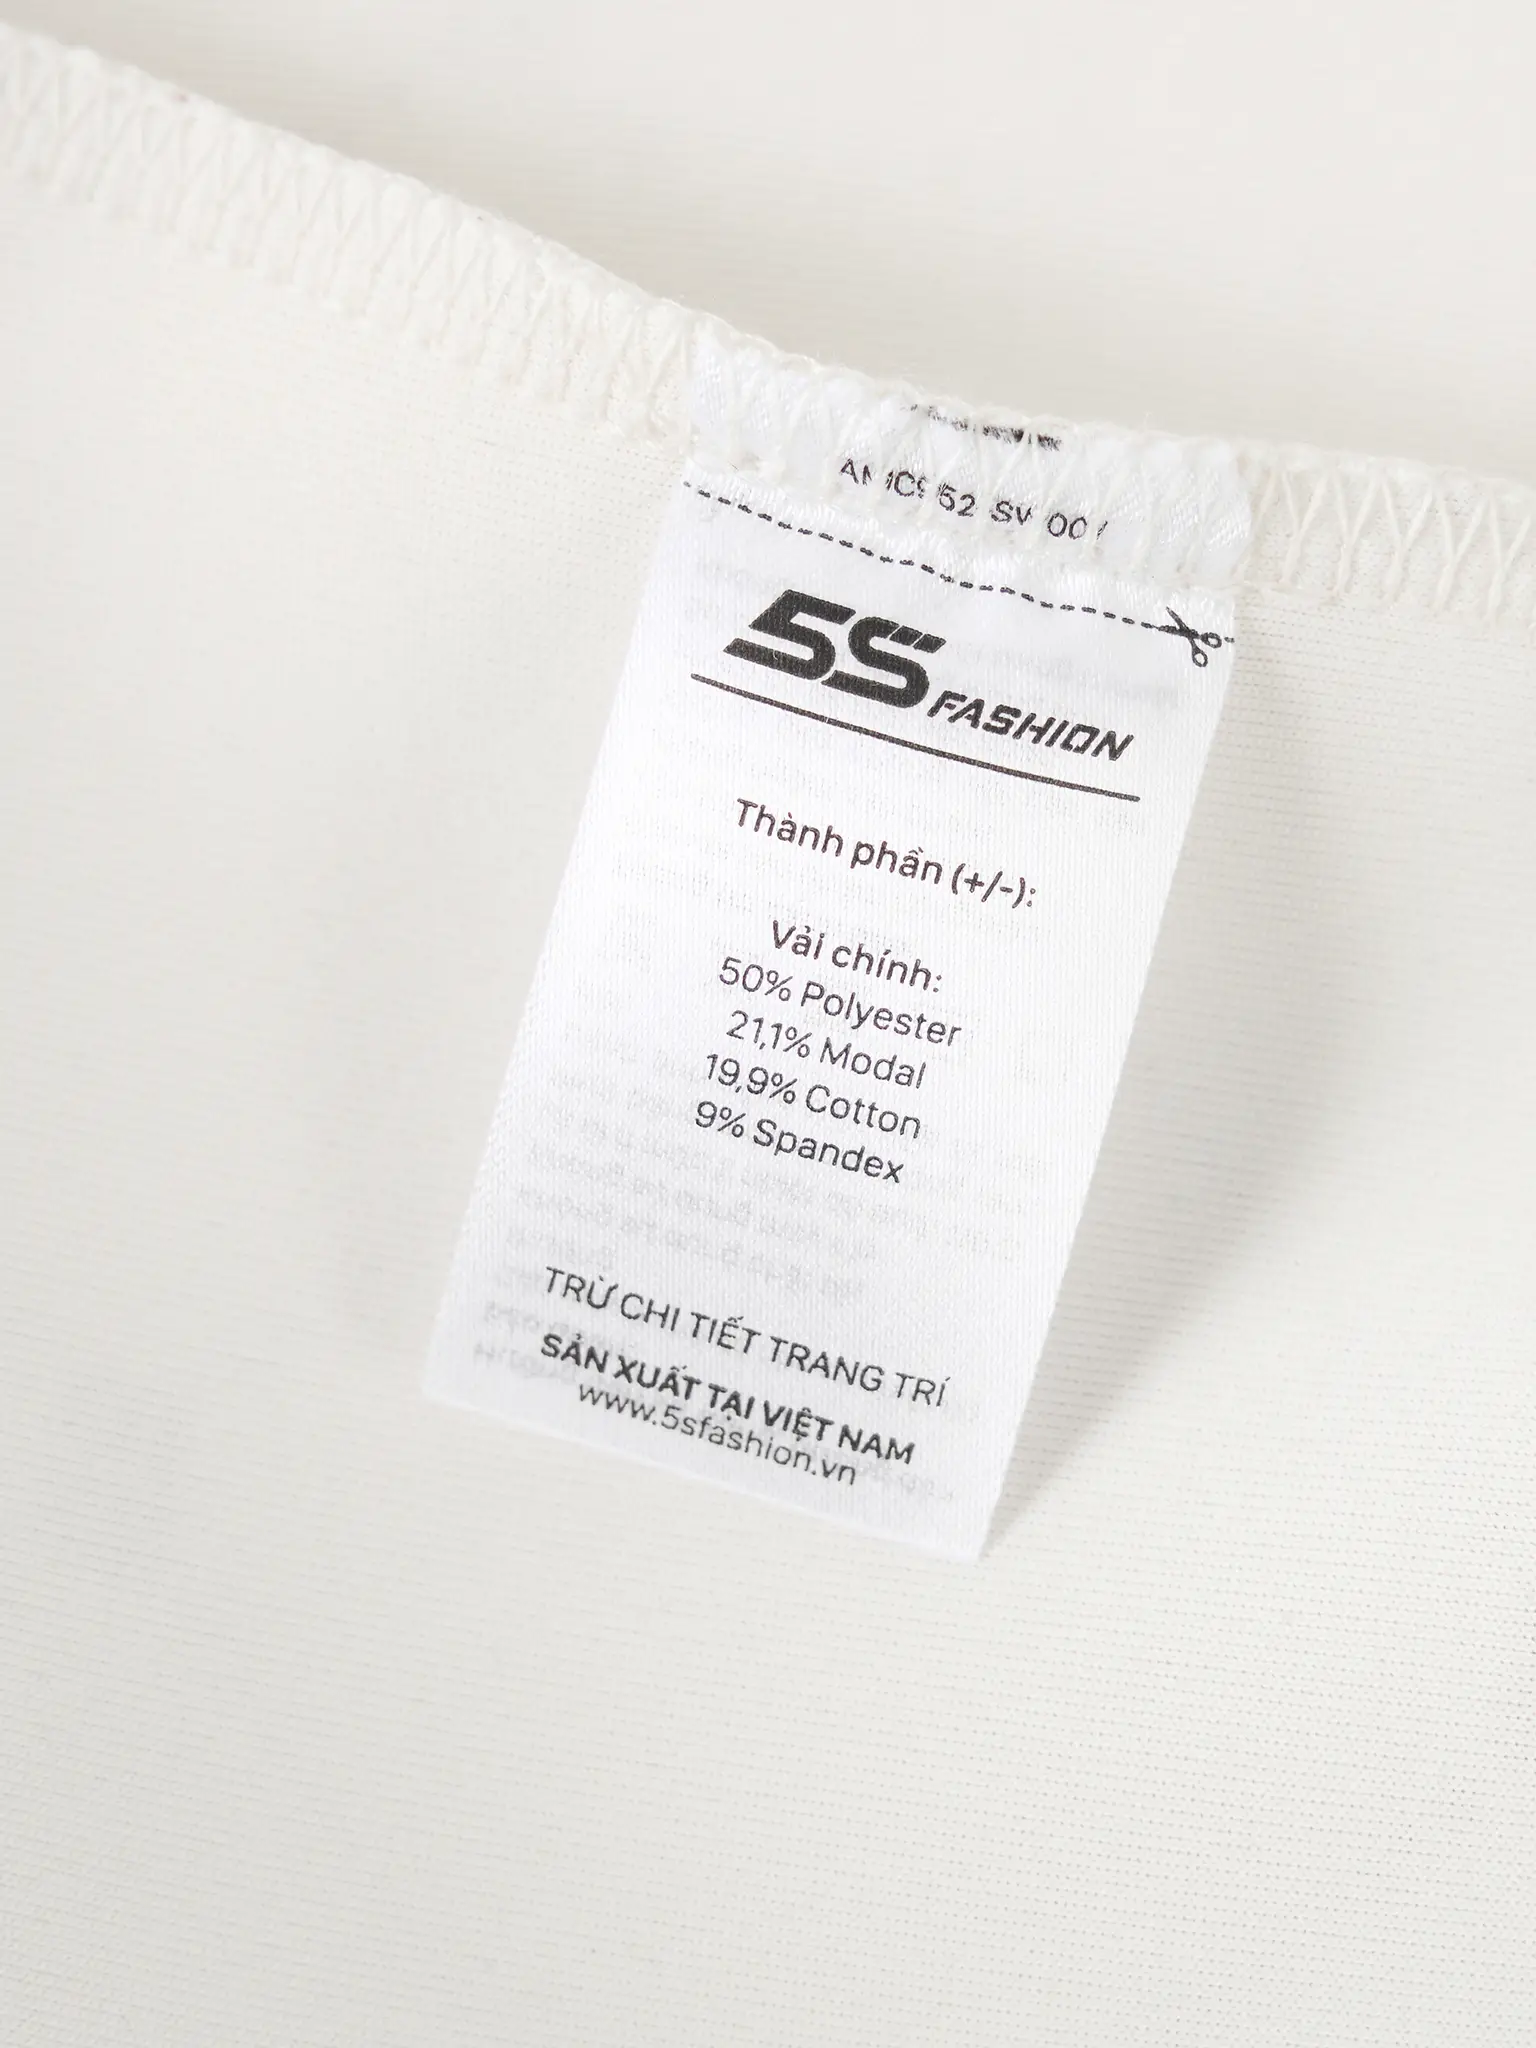 5S FASHION
Thành phần (+/-):
Vải chính:
50% Polyester
21,1% Modal
19,9% Cotton
9% Spandex
TRỪ CHI TIẾT TRANG TRÍ
SẢN XUẤT TẠI VIỆT NAM
www.5sfashion.vn